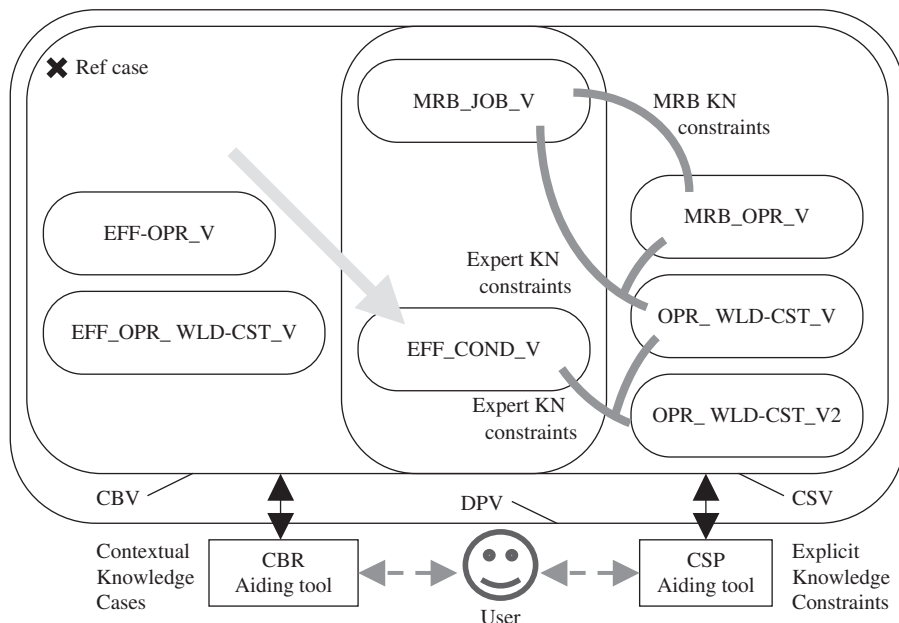 Ref case
MRB_JOB_V
MRB KN
constraints
EFF-OPR_V
MRB_OPR_V
Expert KN
constraints
EFF_OPR_ WLD-CST_V
OPR_ WLD-CST_V
EFF_COND_V
Expert KN
constraints
OPR_ WLD-CST_V2
CBV
DPV
CSV
Contextual
Knowledge
Cases
CBR
Aiding tool
User
CSP
Aiding tool
Explicit
Knowledge
Constraints